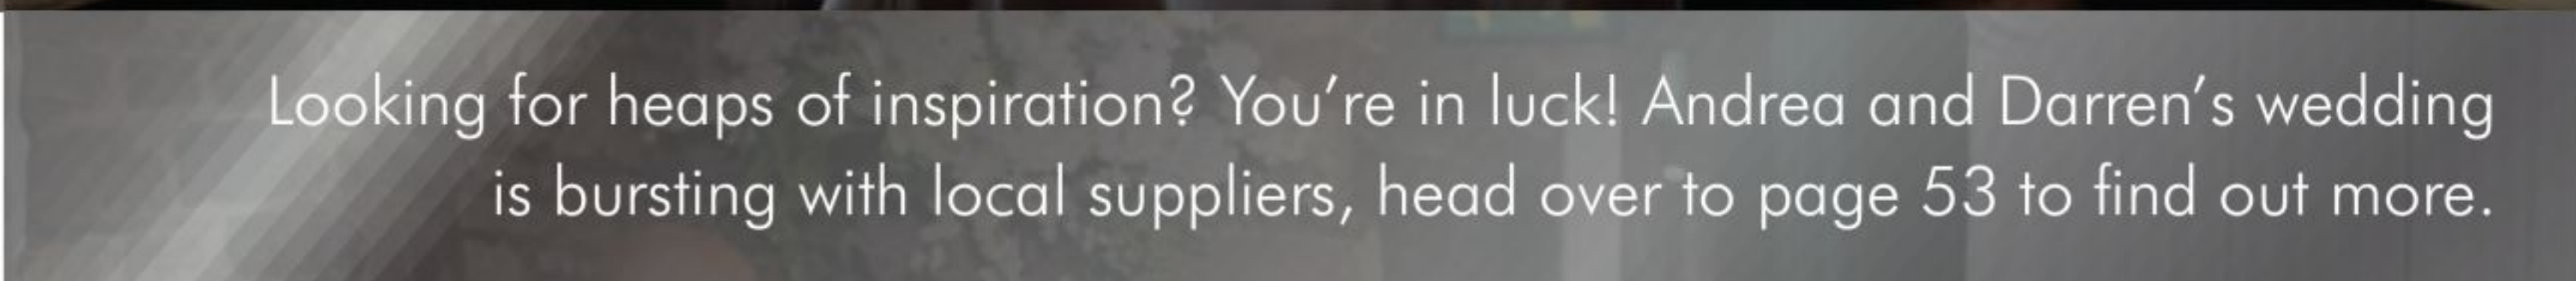 Looking for heaps of inspiration? You’re in luck! Andrea and Darren’s wedding
is bursting with local suppliers, head over to page 53 to find out more.